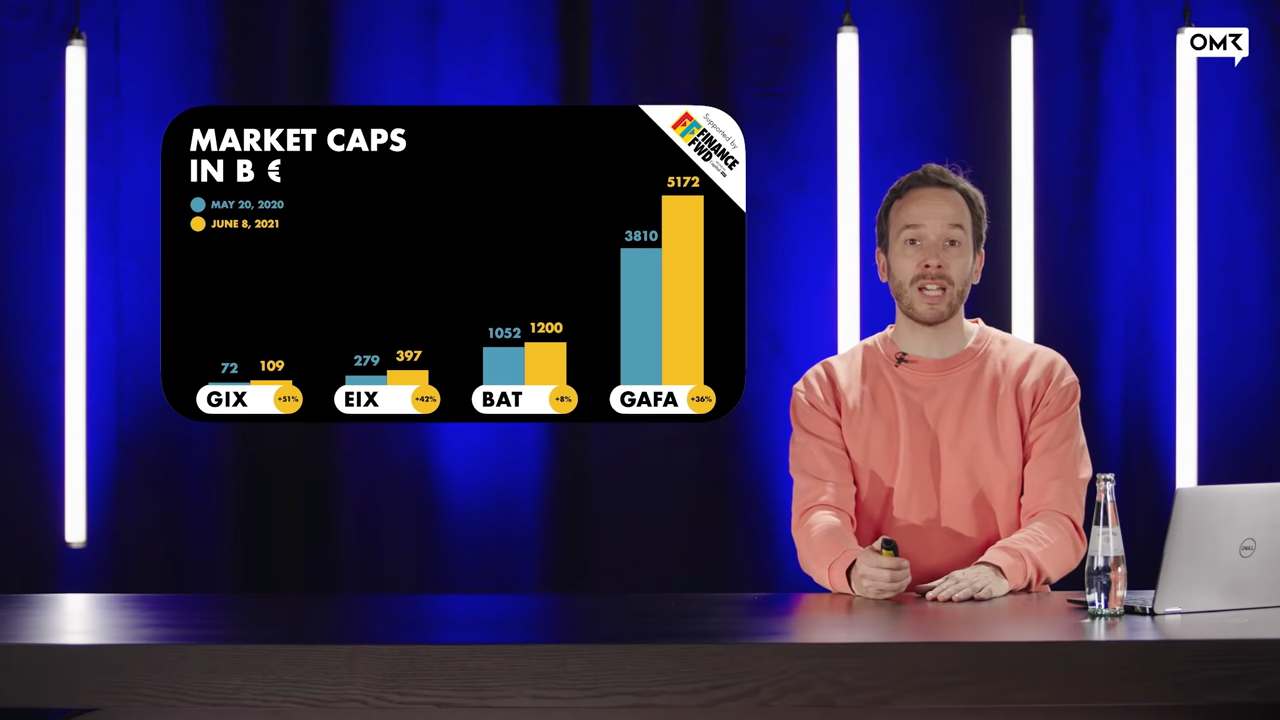 OMR
MARKET CAPS
IN B €
MAY 20, 2020
JUNE 8, 2021
Supported by
FINANCE
FWD
72
109
279
397
1052
1200
3810
5172
GIX
+51%
EIX
+42%
BAT
+8%
GAFA
+36%
DELL